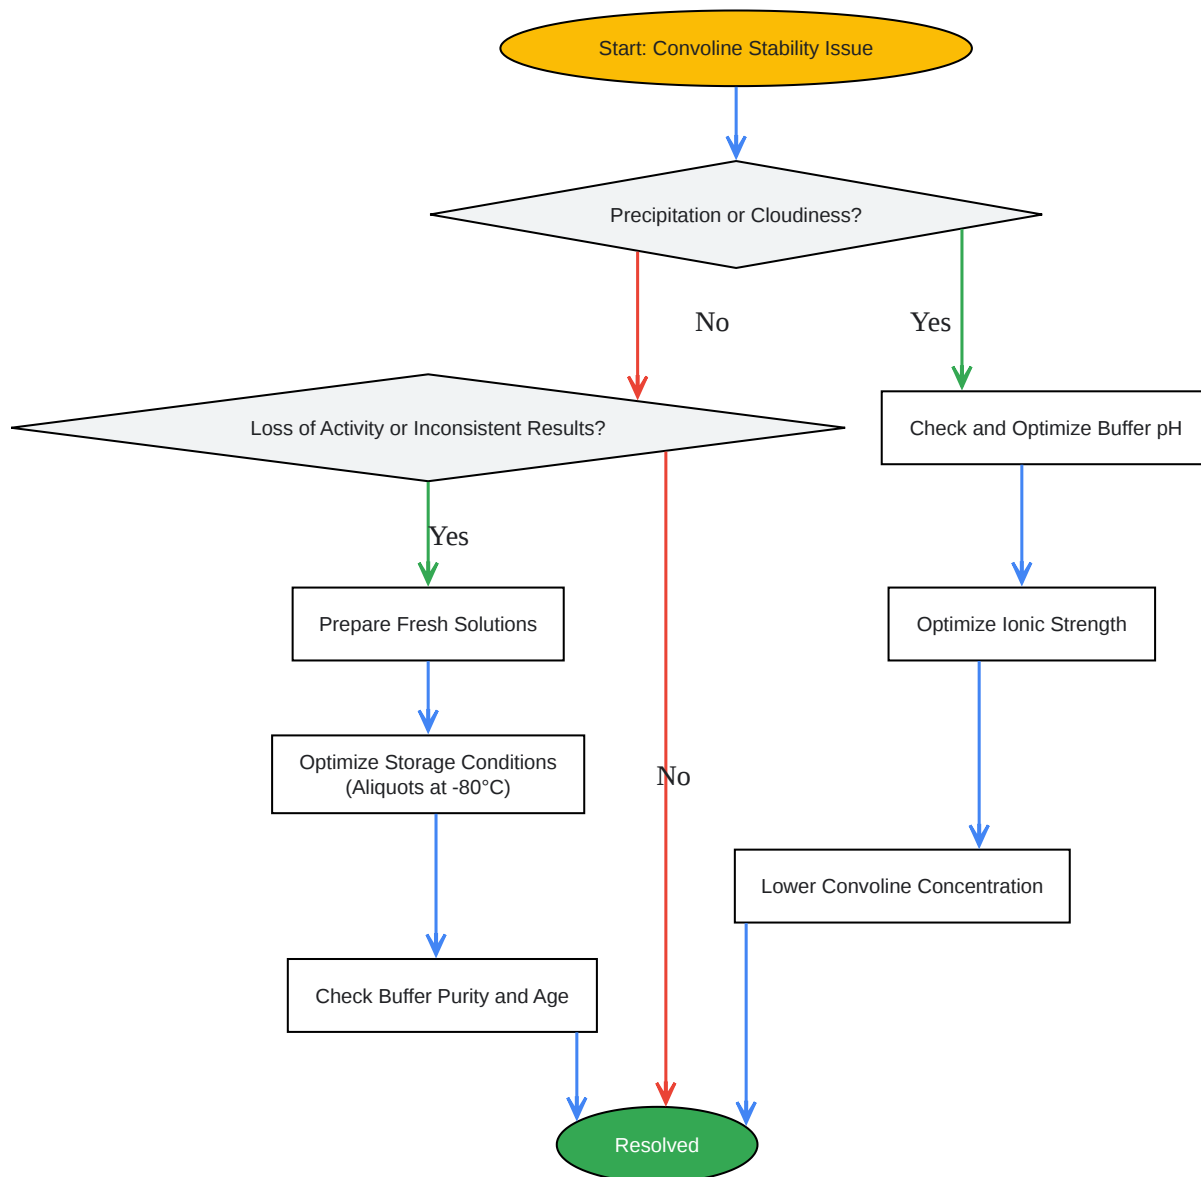 Start: Convoline Stability Issue
Precipitation or Cloudiness?
No
Yes
Loss of Activity or Inconsistent Results?
Check and Optimize Buffer pH
Yes
Prepare Fresh Solutions
Optimize Ionic Strength
Optimize Storage Conditions
(Aliquots at -80°C)
No
Lower Convoline Concentration
Check Buffer Purity and Age
Resolved